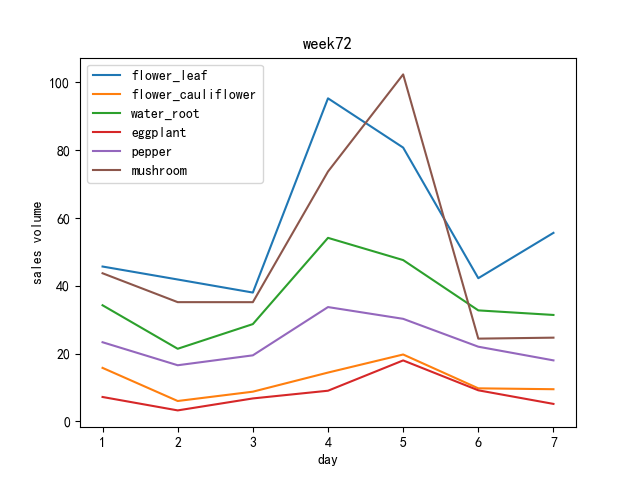 week72
flower_leaf
flower_cauliflower
water_root
eggplant
pepper
mushroom
sales volume
100
80
60
40
20
0
1 2 3 4 5 6 7
day